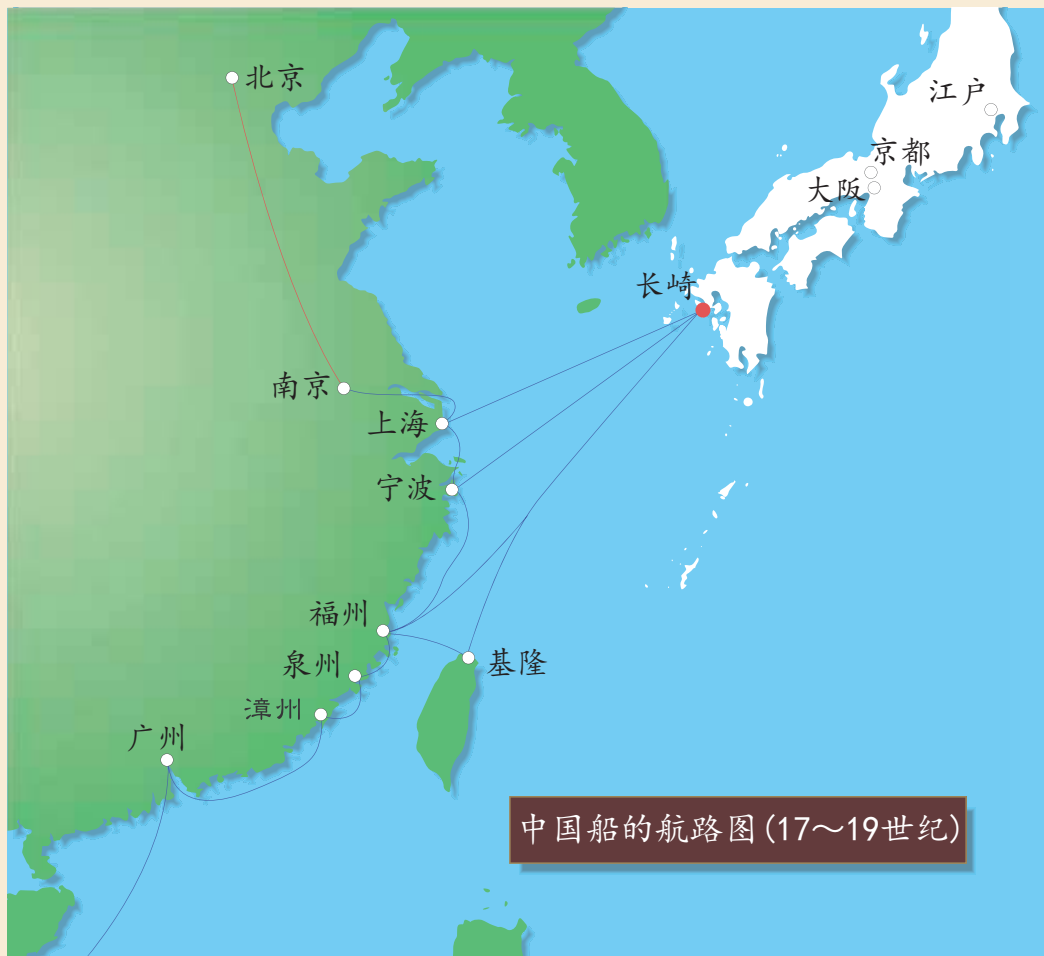 北京
江户
京都
大阪
长崎
南京
上海
宁波
福州
基隆
泉州
漳州
广州
中国船的航路图(17～19世纪)